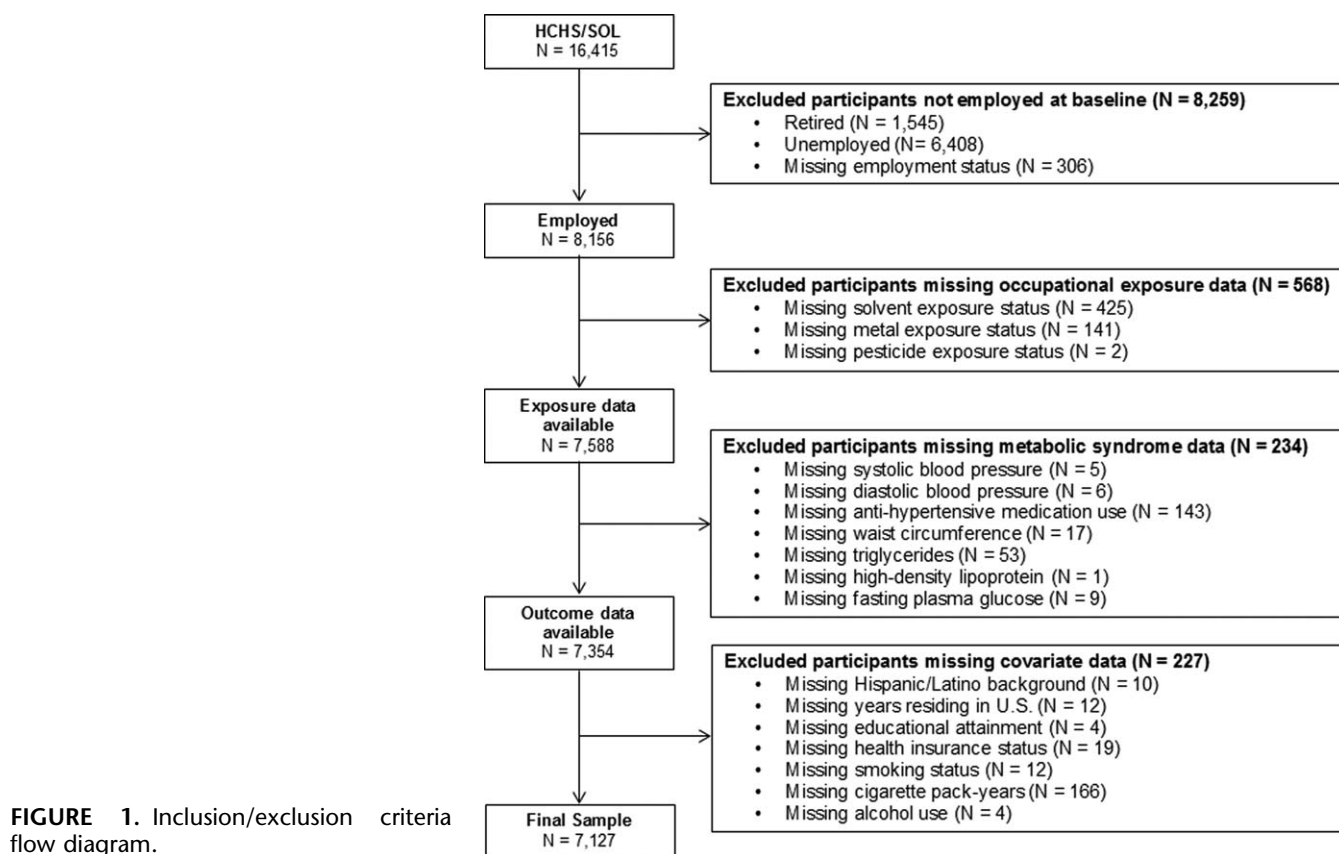 HCHS/SOL
N = 16,415
Excluded participants not employed at baseline (N = 8,259)
• Retired (N = 1,545)
• Unemployed (N= 6,408)
• Missing employment status (N = 306)
Employed
N = 8,156
Excluded participants missing occupational exposure data (N = 568)
• Missing solvent exposure status (N = 425)
• Missing metal exposure status (N = 141)
• Missing pesticide exposure status (N = 2)
Exposure data
available
N = 7,588
Excluded participants missing metabolic syndrome data (N = 234)
• Missing systolic blood pressure (N = 5)
• Missing diastolic blood pressure (N = 6)
• Missing anti-hypertensive medication use (N = 143)
• Missing waist circumference (N = 17)
• Missing triglycerides (N = 53)
• Missing high-density lipoprotein (N = 1)
• Missing fasting plasma glucose (N = 9)
Outcome data
available
N = 7,354
Excluded participants missing covariate data (N = 227)
• Missing Hispanic/Latino background (N = 10)
• Missing years residing in U.S. (N = 12)
• Missing educational attainment (N = 4)
• Missing health insurance status (N = 19)
• Missing smoking status (N = 12)
• Missing cigarette pack-years (N = 166)
• Missing alcohol use (N = 4)
Final Sample
N = 7,127
FIGURE 1. Inclusion/exclusion criteria
flow diagram.